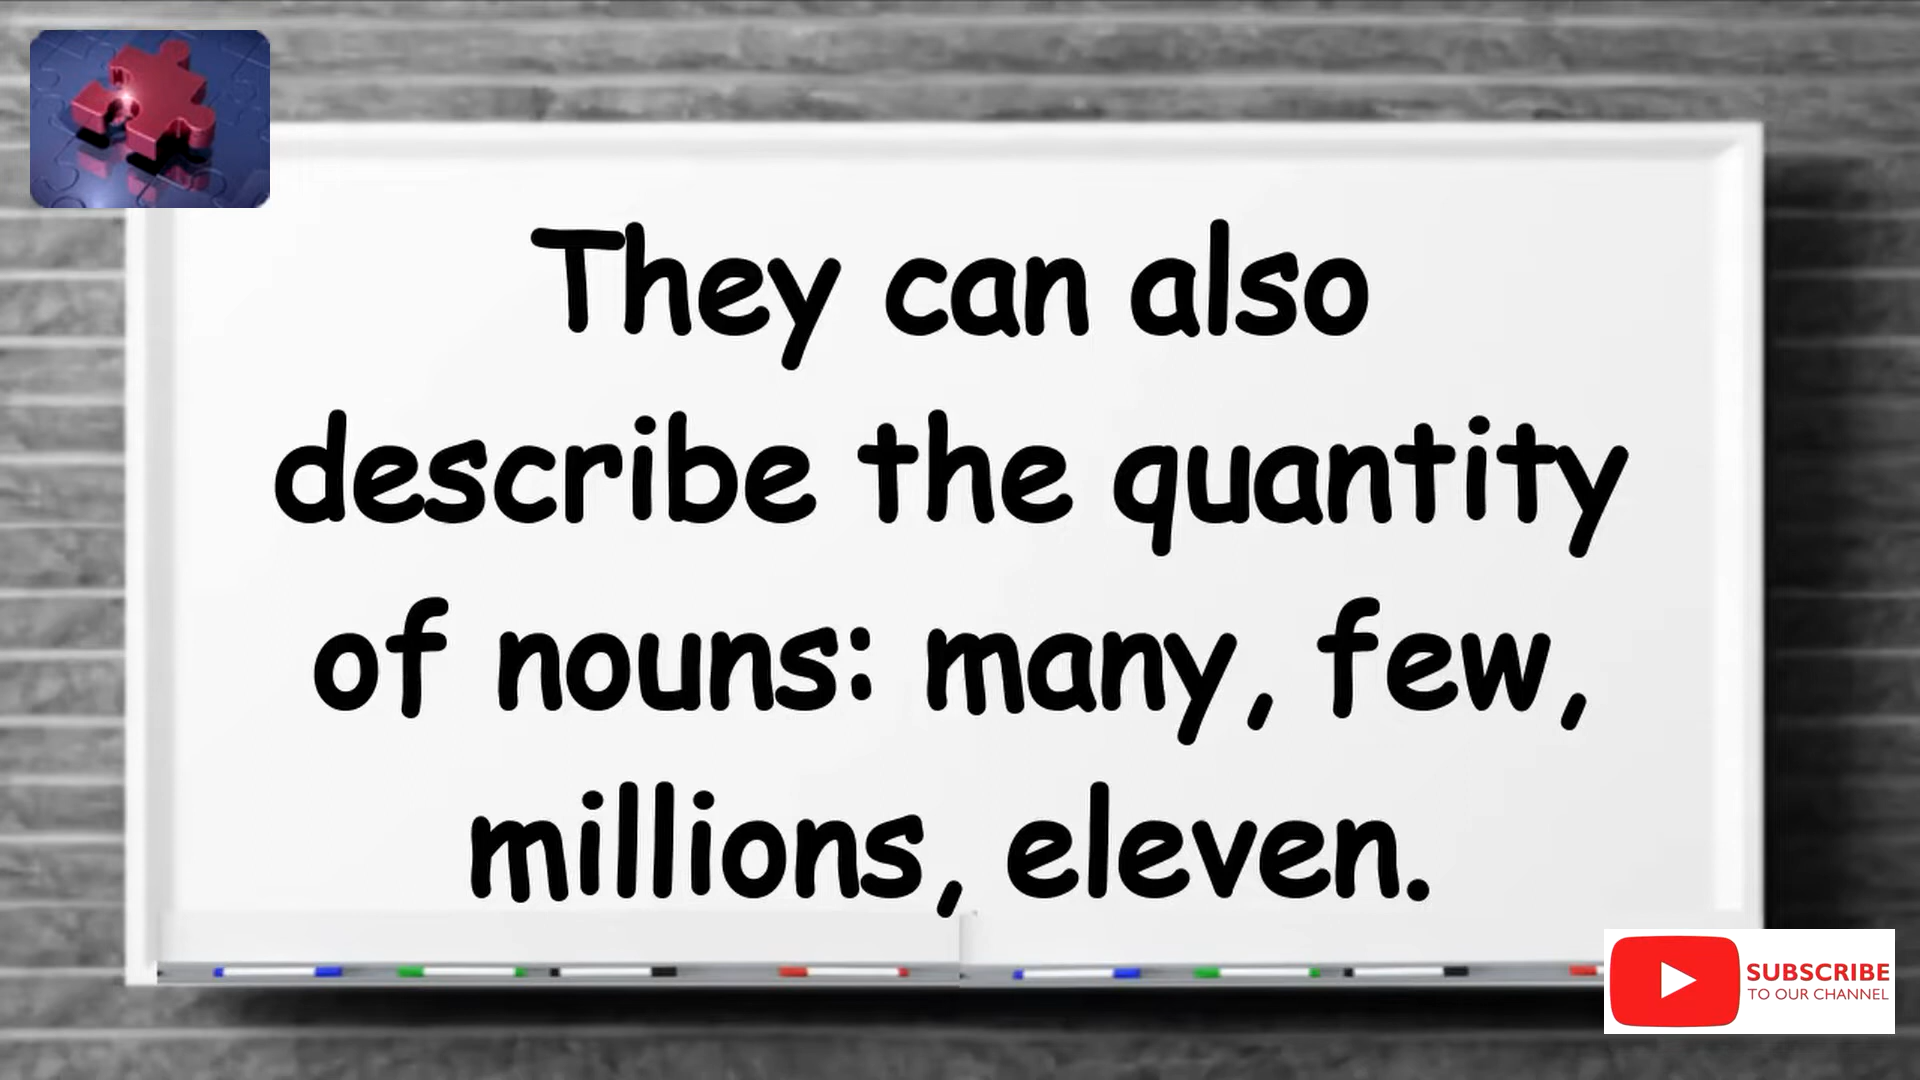 They can also
describe the quantity
of nouns: many, few,
millions, eleven.
SUBSCRIBE
TO OUR CHANNEL